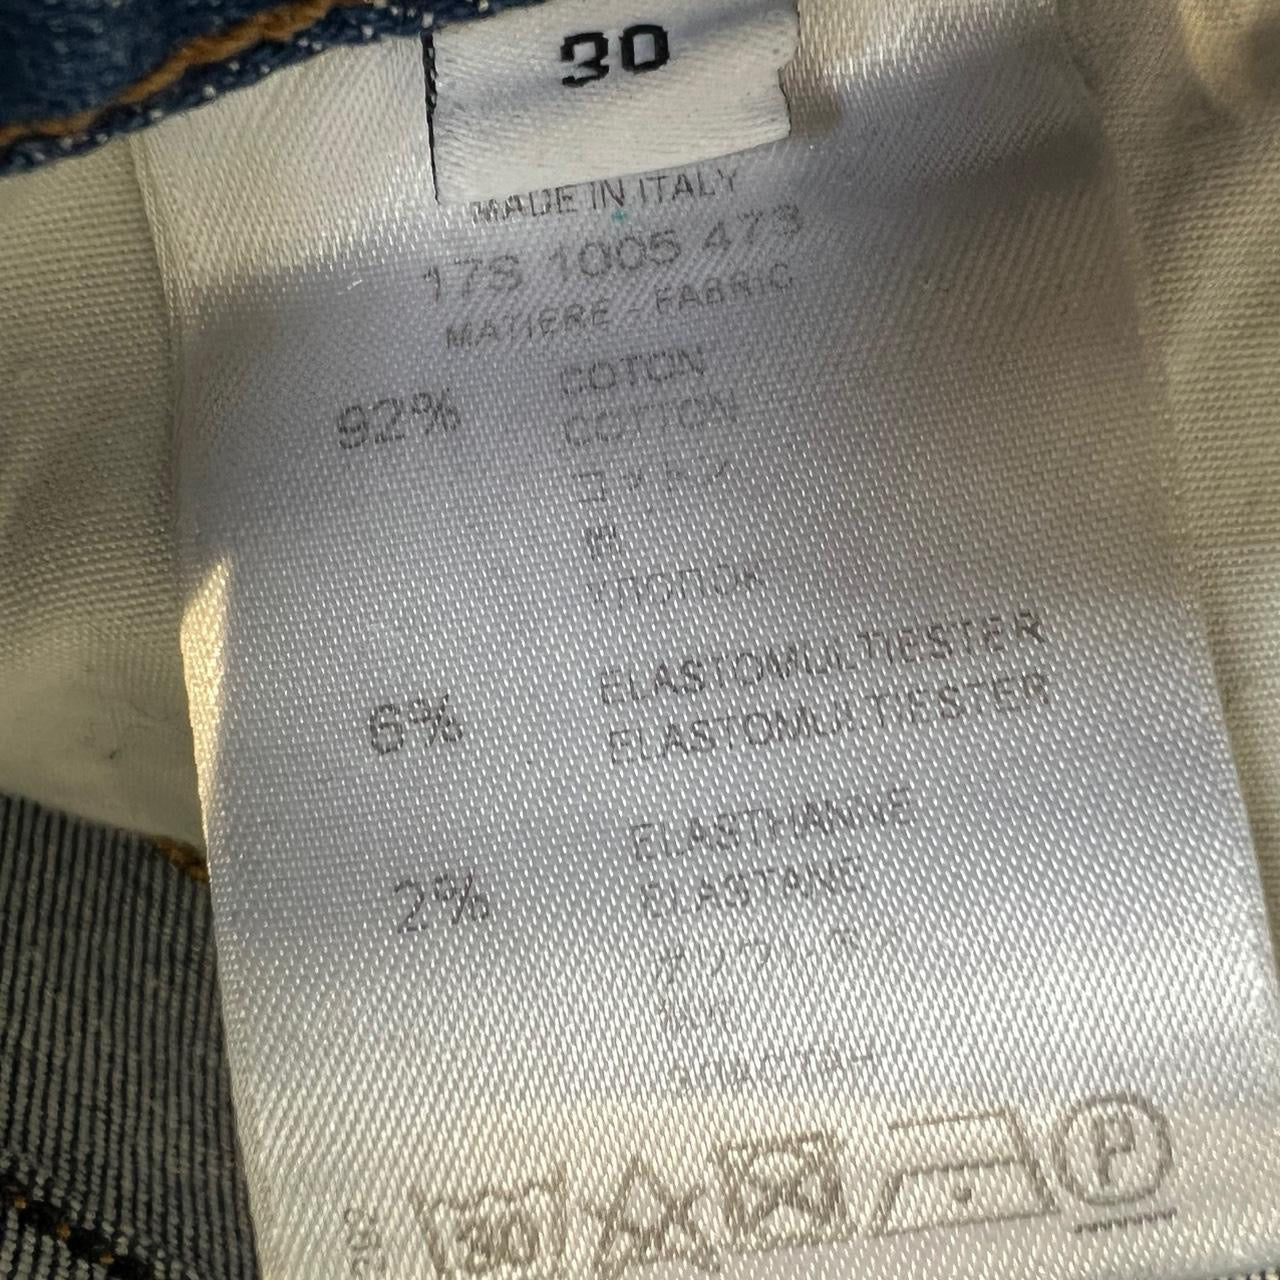 30
MADE IN ITALY
17S 1005 473
MATIERE - FABRIC
92% COTON
COTTON
コットン
棉
ХЛОПОК
6% ELASTOMULTIESTER
ELASTOMULTIESTER
2% ELASTHANNE
ELASTANE
30
P